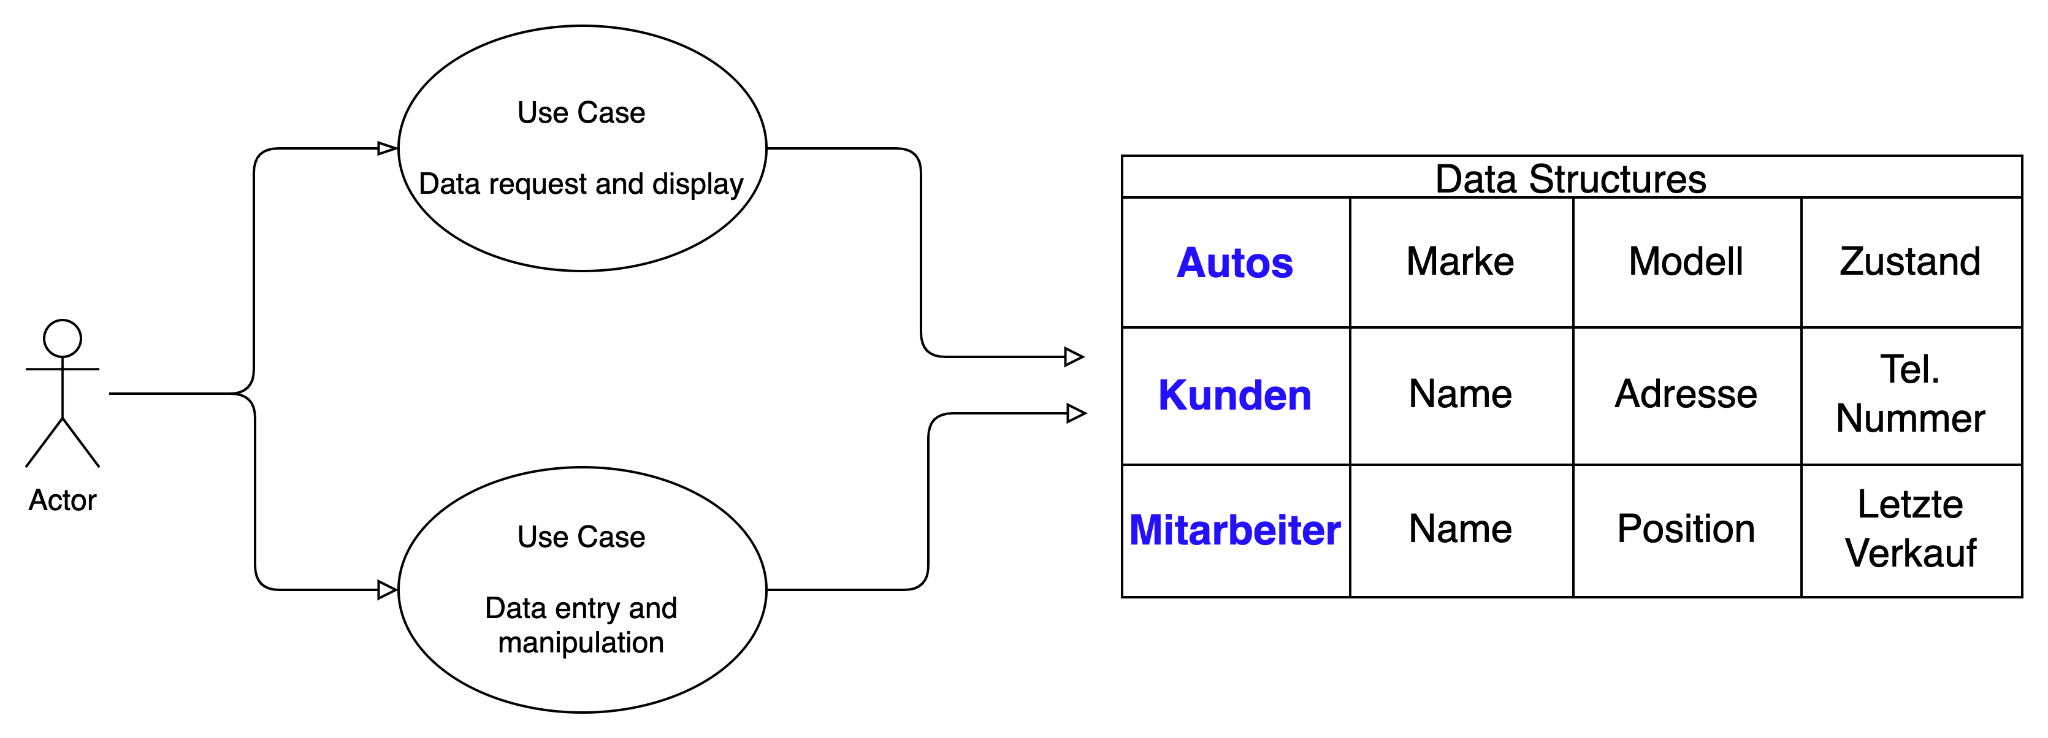 Use Case
Data request and display
Actor
Use Case
Data entry and
manipulation
Data Structures
Autos Marke Modell Zustand
Kunden Name Adresse Tel.
Nummer
Mitarbeiter Name Position Letzte
Verkauf